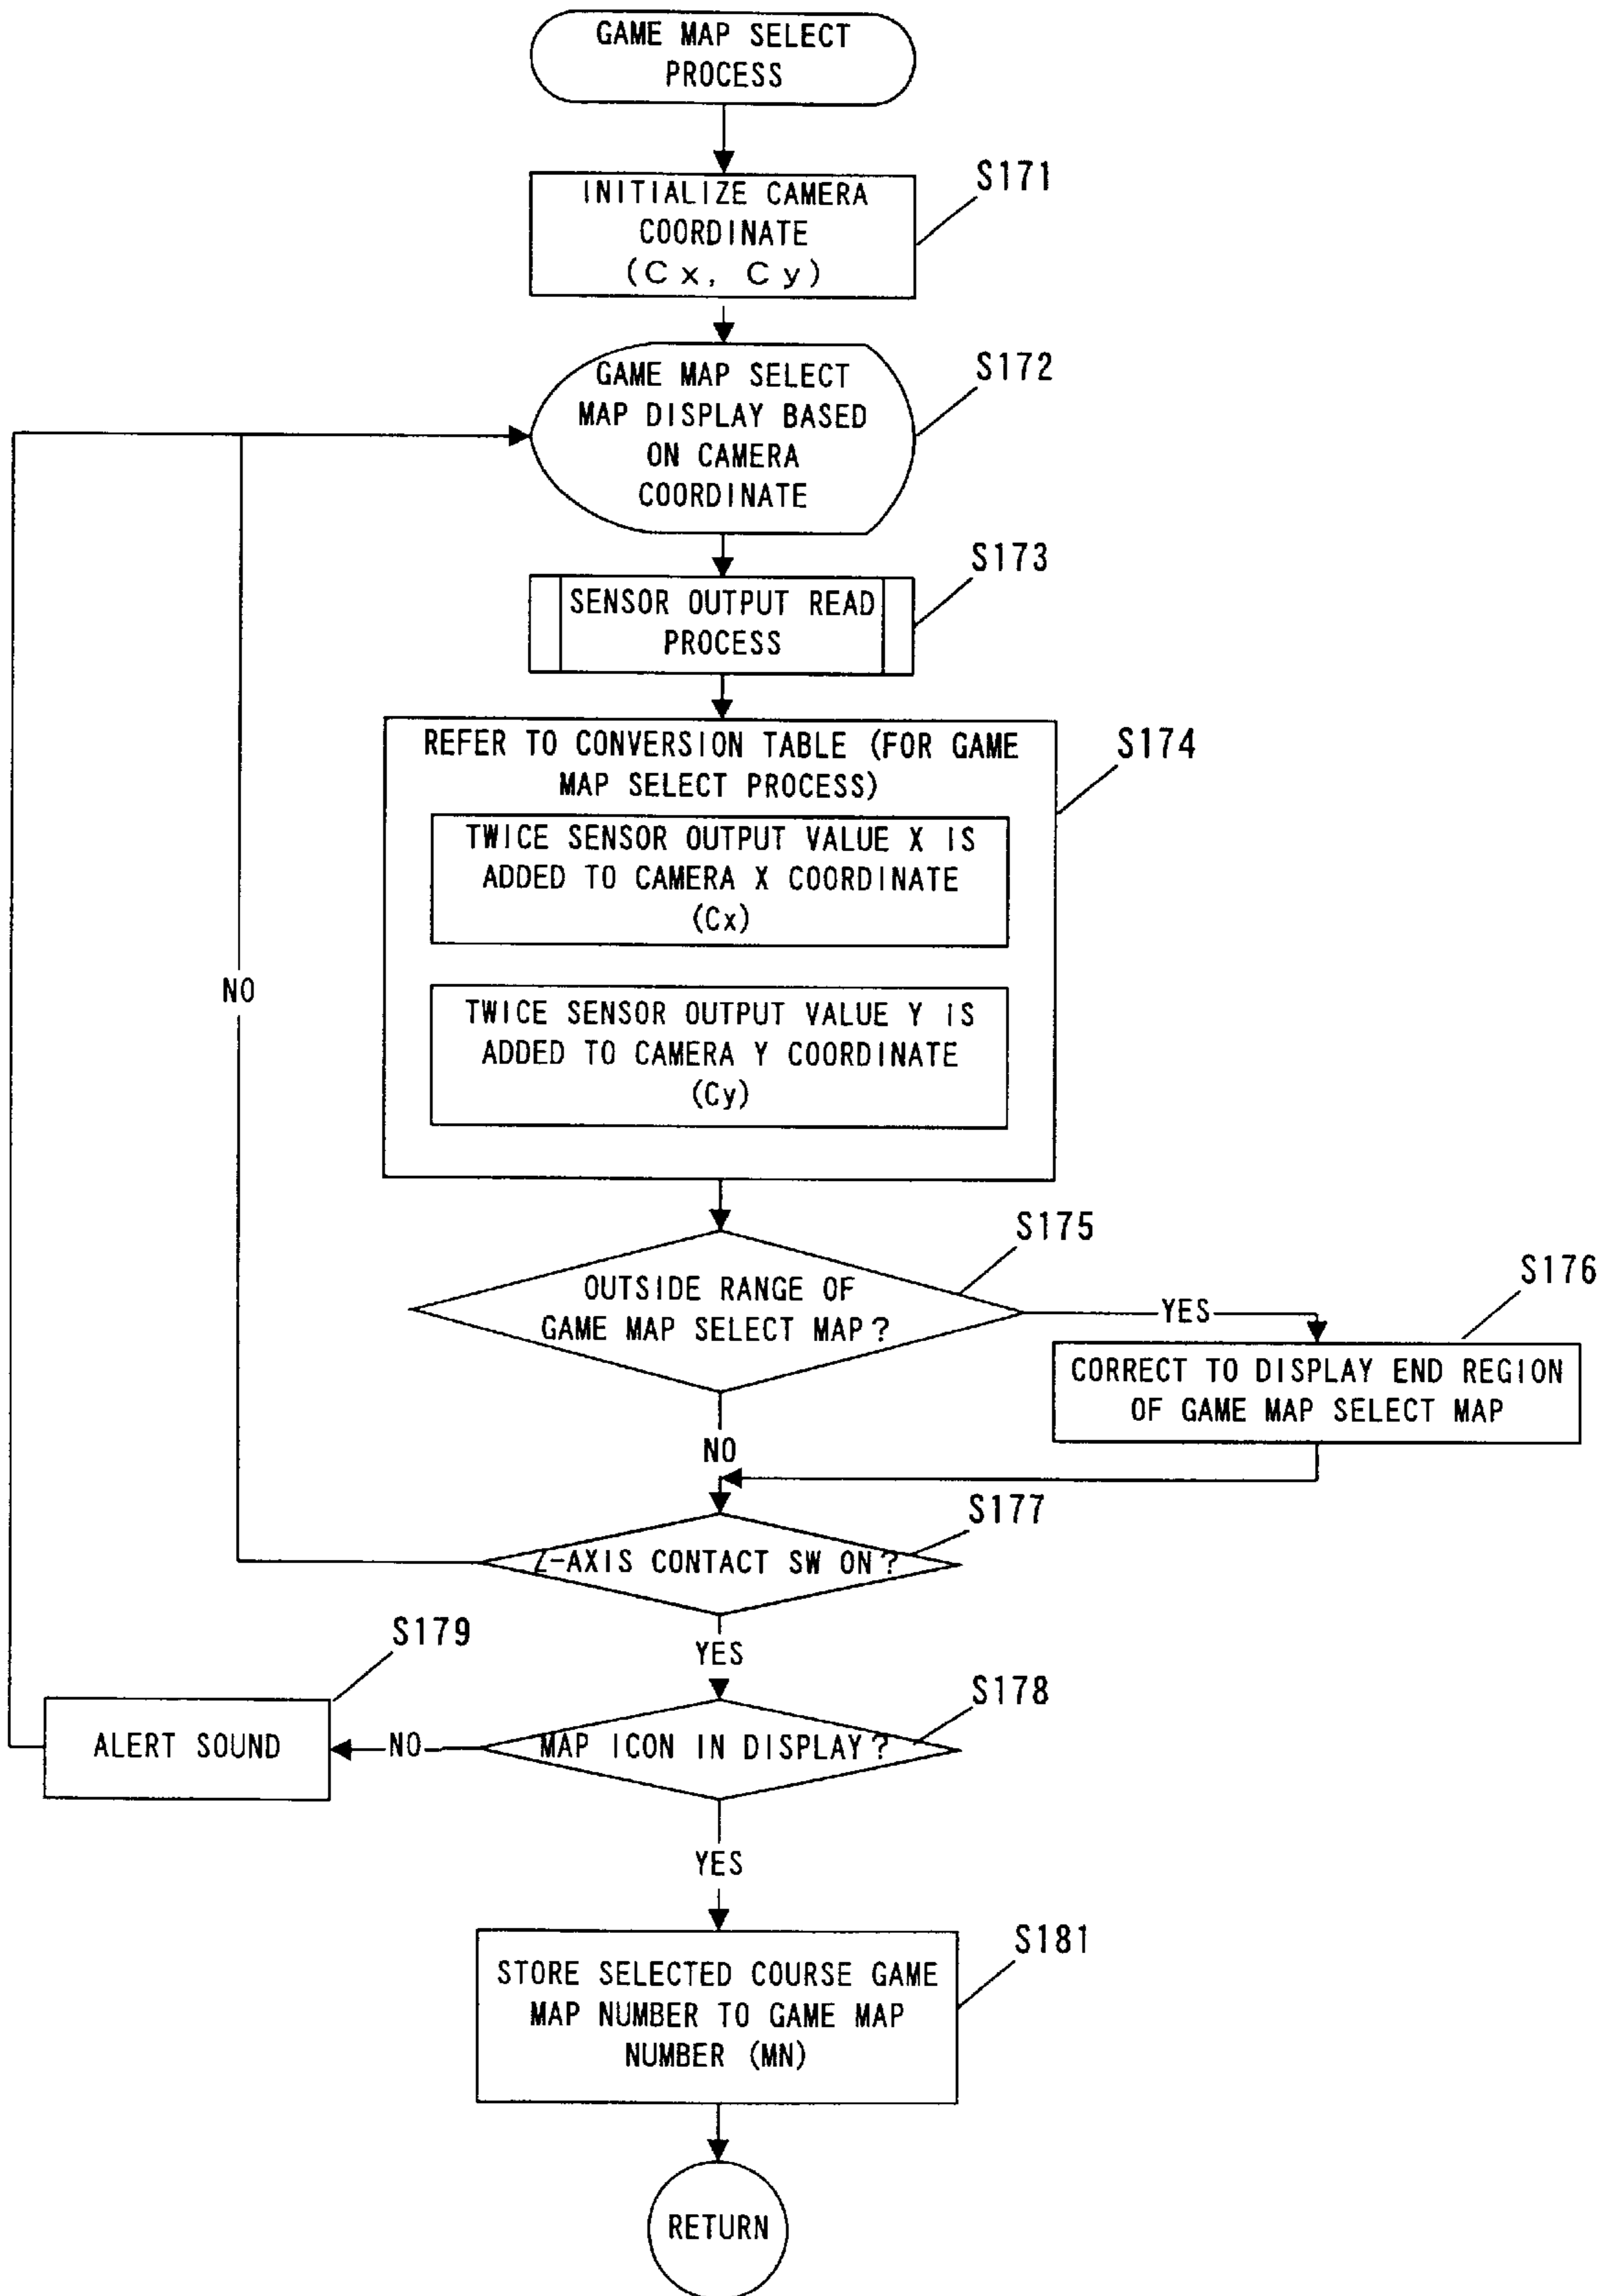 GAME MAP SELECT
PROCESS
S171
INITIALIZE CAMERA
COORDINATE
(Cx, Cy)
S172
GAME MAP SELECT
MAP DISPLAY BASED
ON CAMERA
COORDINATE
S173
SENSOR OUTPUT READ
PROCESS
S174
REFER TO CONVERSION TABLE (FOR GAME
MAP SELECT PROCESS)
TWICE SENSOR OUTPUT VALUE X IS
ADDED TO CAMERA X COORDINATE
(Cx)
NO
TWICE SENSOR OUTPUT VALUE Y IS
ADDED TO CAMERA Y COORDINATE
(Cy)
S175
OUTSIDE RANGE OF
GAME MAP SELECT MAP?
YES
S176
CORRECT TO DISPLAY END REGION
OF GAME MAP SELECT MAP
NO
S177
Z-AXIS CONTACT SW ON?
YES
S179
S178
ALERT SOUND
NO
MAP ICON IN DISPLAY?
YES
S181
STORE SELECTED COURSE GAME
MAP NUMBER TO GAME MAP
NUMBER (MN)
RETURN